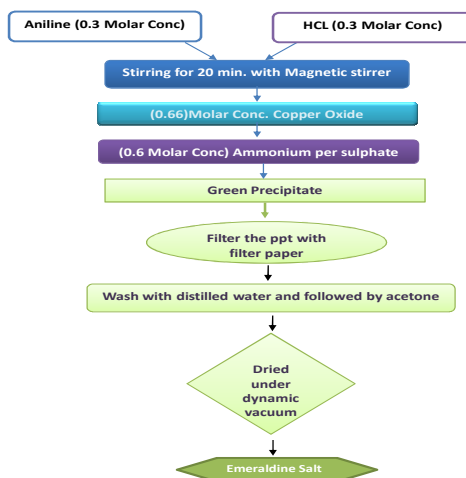 Aniline (0.3 Molar Conc)
HCL (0.3 Molar Conc)
Stirring for 20 min. with Magnetic stirrer
(0.66)Molar Conc. Copper Oxide
(0.6 Molar Conc) Ammonium per sulphate
Green Precipitate
Filter the ppt with
filter paper
Wash with distilled water and followed by acetone
Dried
under
dynamic
vacuum
Emeraldine Salt